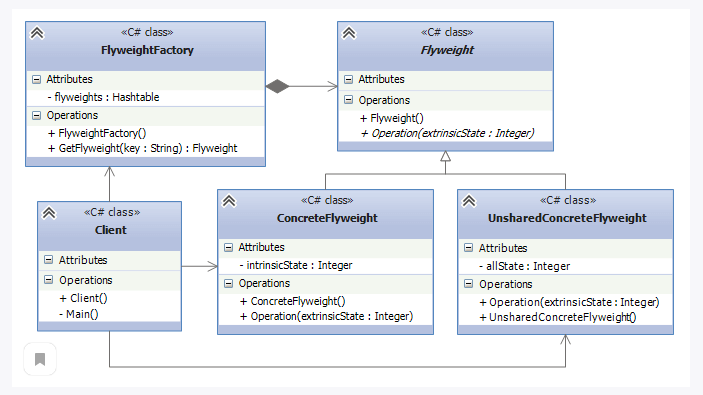 «C# class»
FlyweightFactory
Attributes
- flyweights : Hashtable
Operations
+ FlyweightFactory()
+ GetFlyweight(key : String) : Flyweight
«C# class»
Flyweight
Attributes
Operations
+ Flyweight()
+ Operation(extrinsicState : Integer)
«C# class»
Client
Attributes
Operations
+ Client()
- Main()
«C# class»
ConcreteFlyweight
Attributes
- intrinsicState : Integer
Operations
+ ConcreteFlyweight()
+ Operation(extrinsicState : Integer)
«C# class»
UnsharedConcreteFlyweight
Attributes
- allState : Integer
Operations
+ Operation(extrinsicState : Integer)
+ UnsharedConcreteFlyweight()